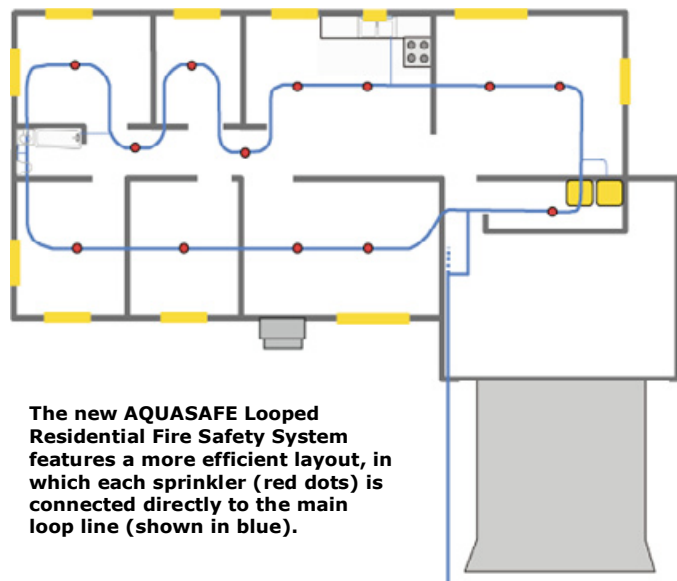 The new AQUASAFE Looped
Residential Fire Safety System
features a more efficient layout, in
which each sprinkler (red dots) is
connected directly to the main
loop line (shown in blue).